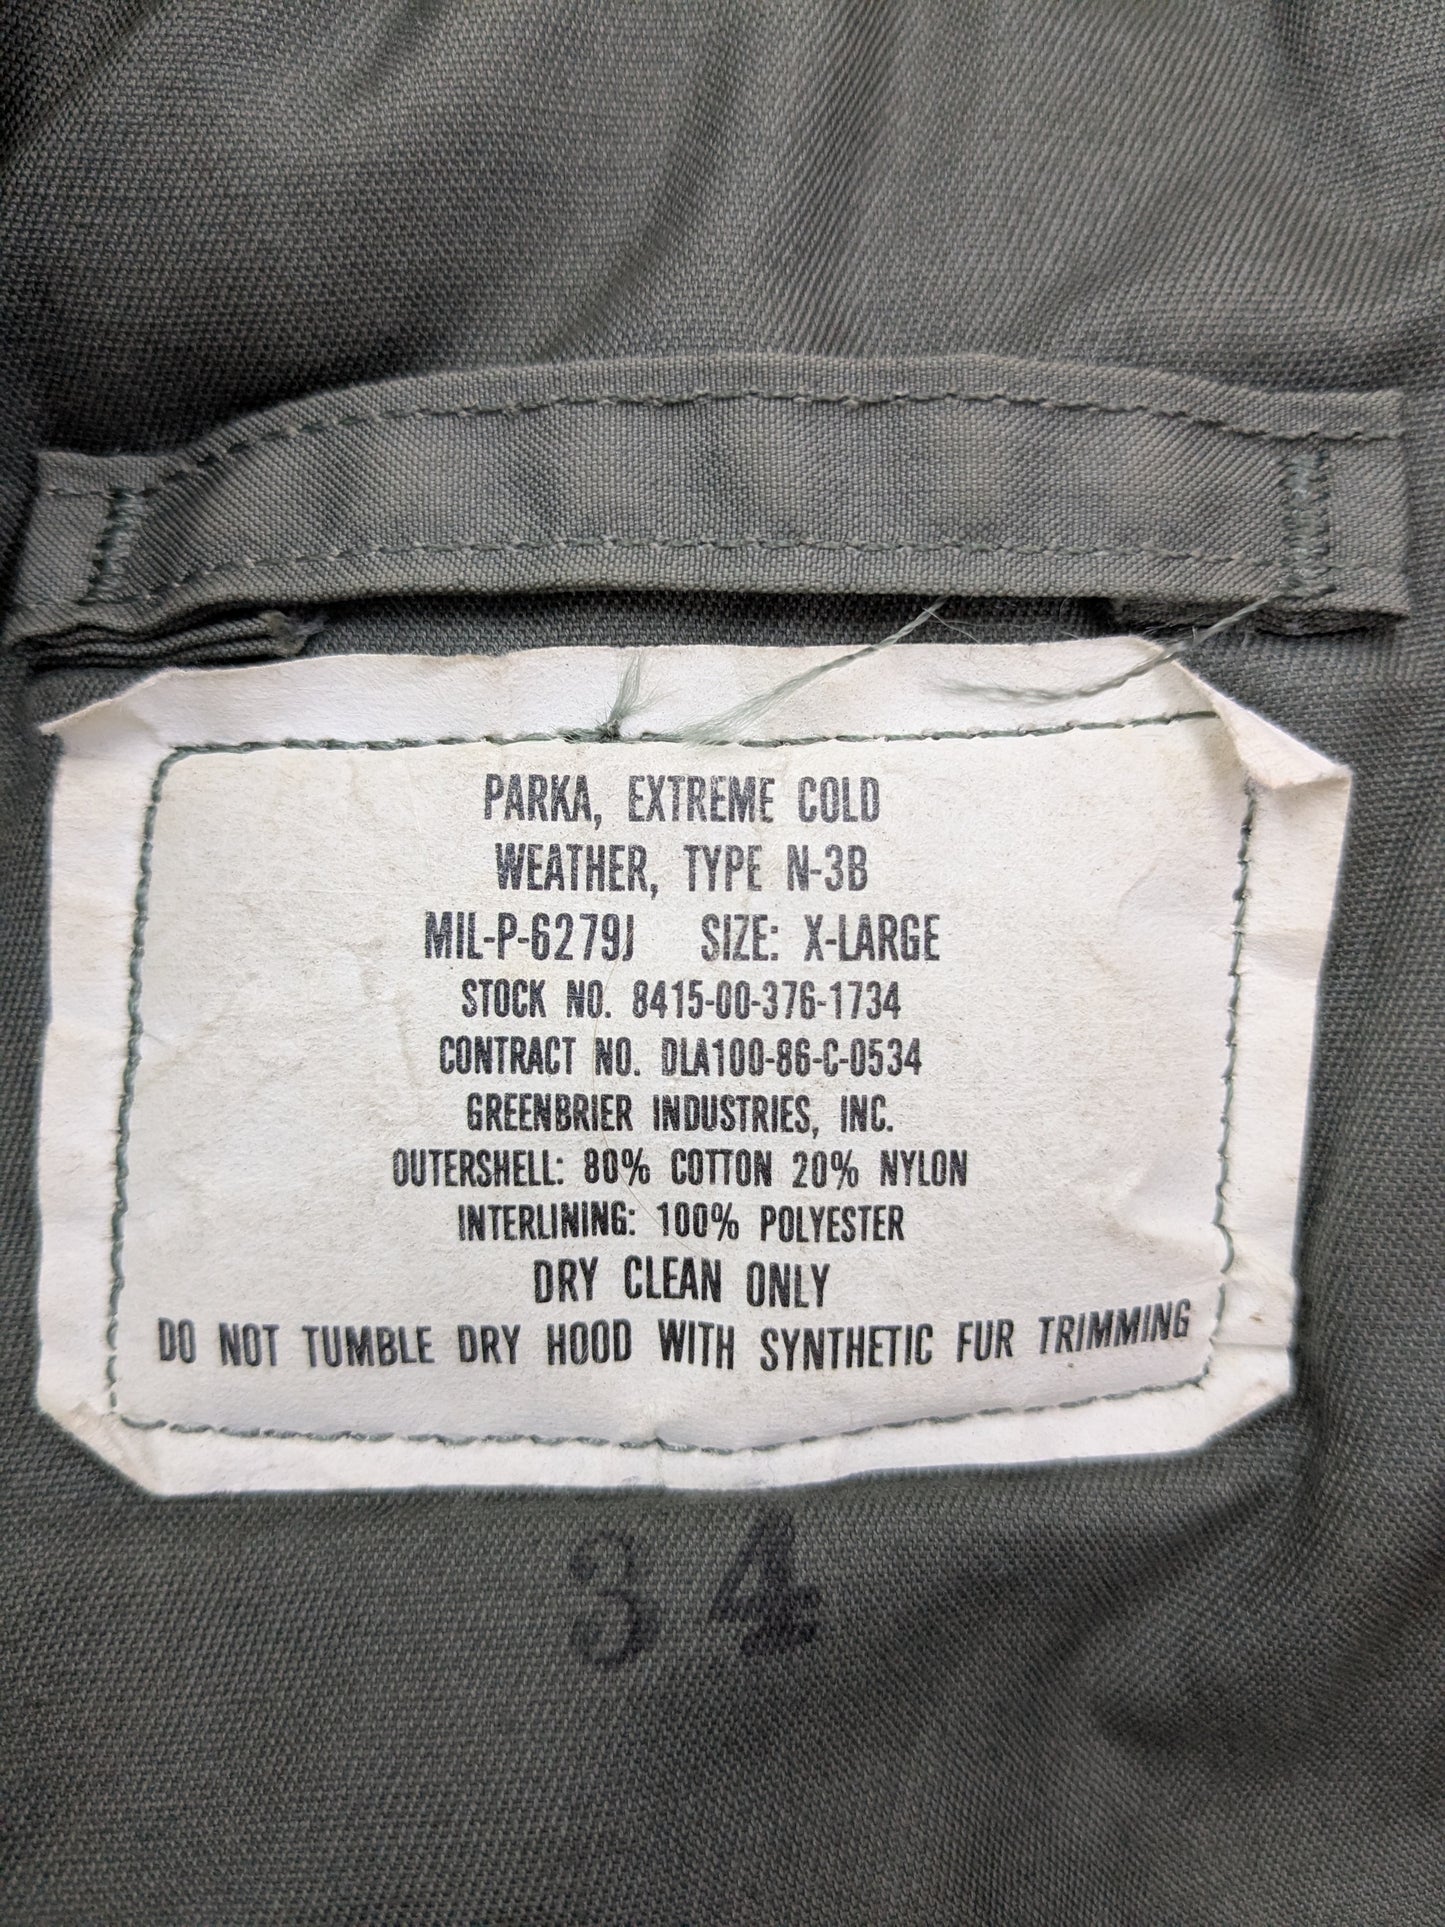 PARKA, EXTREME COLD
WEATHER, TYPE N-3B
MIL-P-6279J SIZE: X-LARGE
STOCK NO. 8415-00-376-1734
CONTRACT NO. DLA100-86-C-0534
GREENBRIER INDUSTRIES, INC.
OUTERSHELL: 80% COTTON 20% NYLON
INTERLINING: 100% POLYESTER
DRY CLEAN ONLY
DO NOT TUMBLE DRY HOOD WITH SYNTHETIC FUR TRIMMING
34